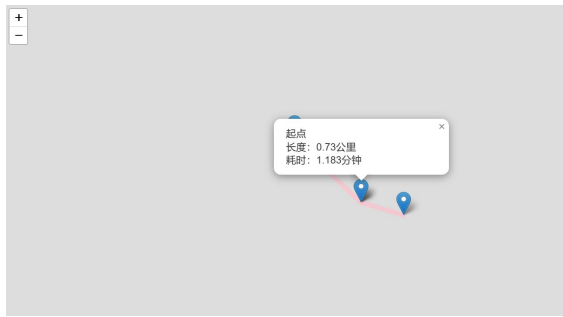 +
−
×
起点
长度：0.73公里
耗时：1.183分钟